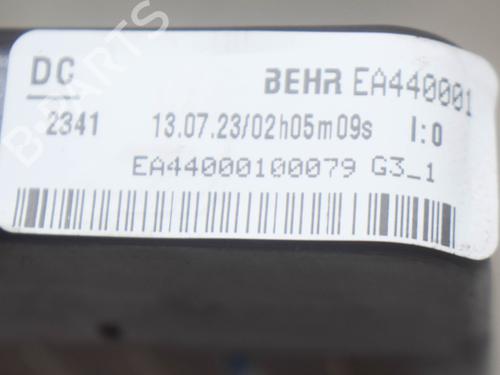 DC BEHR EA440001
2341 13.07.23/02h05m09s I:0
EA44000100079 G3_1
B-PARTS